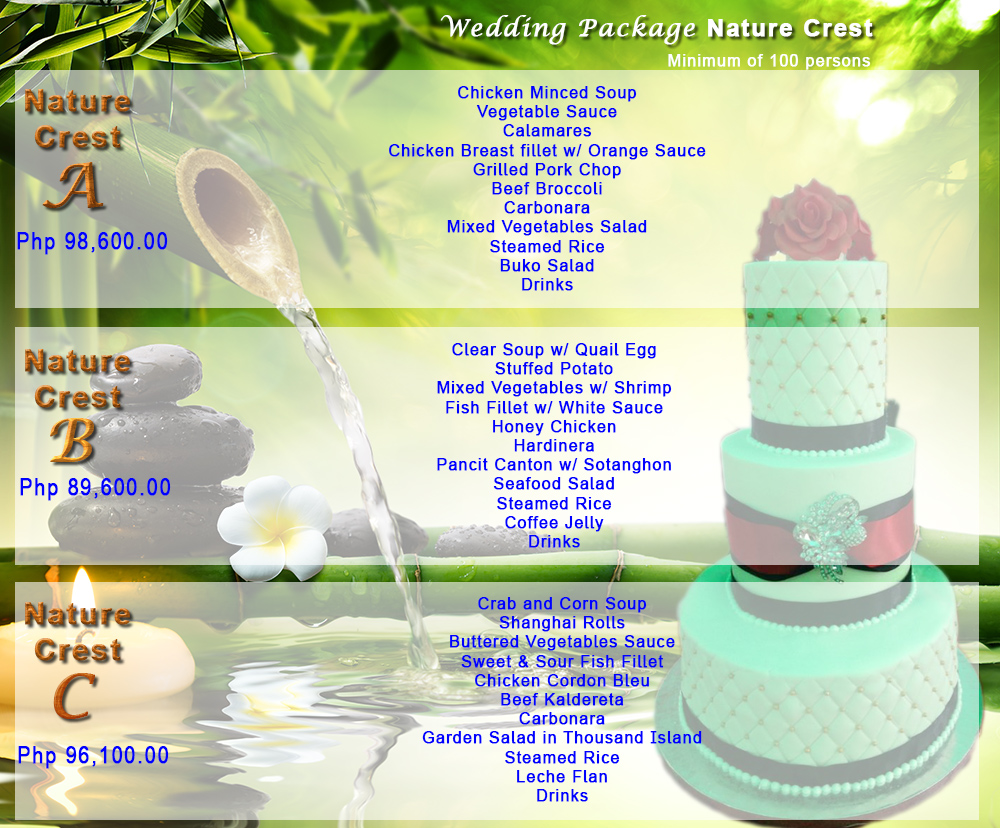 Wedding Package Nature Crest
Minimum of 100 persons
Nature
Crest
A
Php 98,600.00
Chicken Minced Soup
Vegetable Sauce
Calamares
Chicken Breast fillet w/ Orange Sauce
Grilled Pork Chop
Beef Broccoli
Carbonara
Mixed Vegetables Salad
Steamed Rice
Buko Salad
Drinks
Nature
Crest
B
Php 89,600.00
Clear Soup w/ Quail Egg
Stuffed Potato
Mixed Vegetables w/ Shrimp
Fish Fillet w/ White Sauce
Honey Chicken
Hardinera
Pancit Canton w/ Sotanghon
Seafood Salad
Steamed Rice
Coffee Jelly
Drinks
Nature
Crest
C
Php 96,100.00
Crab and Corn Soup
Shanghai Rolls
Buttered Vegetables Sauce
Sweet & Sour Fish Fillet
Chicken Cordon Bleu
Beef Kaldereta
Carbonara
Garden Salad in Thousand Island
Steamed Rice
Leche Flan
Drinks